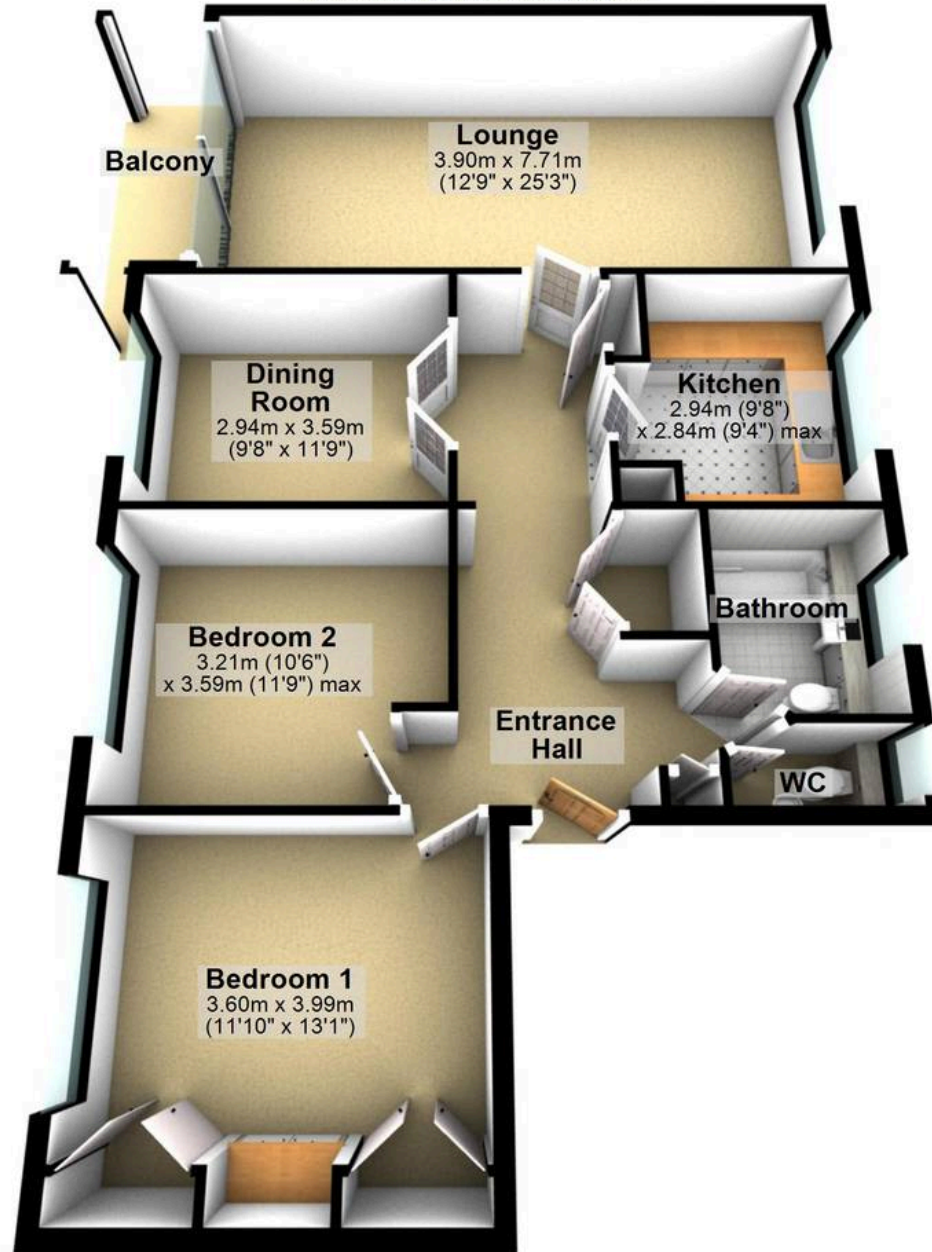 Balcony
Lounge
3.90m x 7.71m
(12'9" x 25'3")
Dining
Room
2.94m x 3.59m
(9'8" x 11'9")
Kitchen
2.94m (9'8")
x 2.84m (9'4") max
Bedroom 2
3.21m (10'6")
x 3.59m (11'9") max
Bathroom
Entrance
Hall
WC
Bedroom 1
3.60m x 3.99m
(11'10" x 13'1")